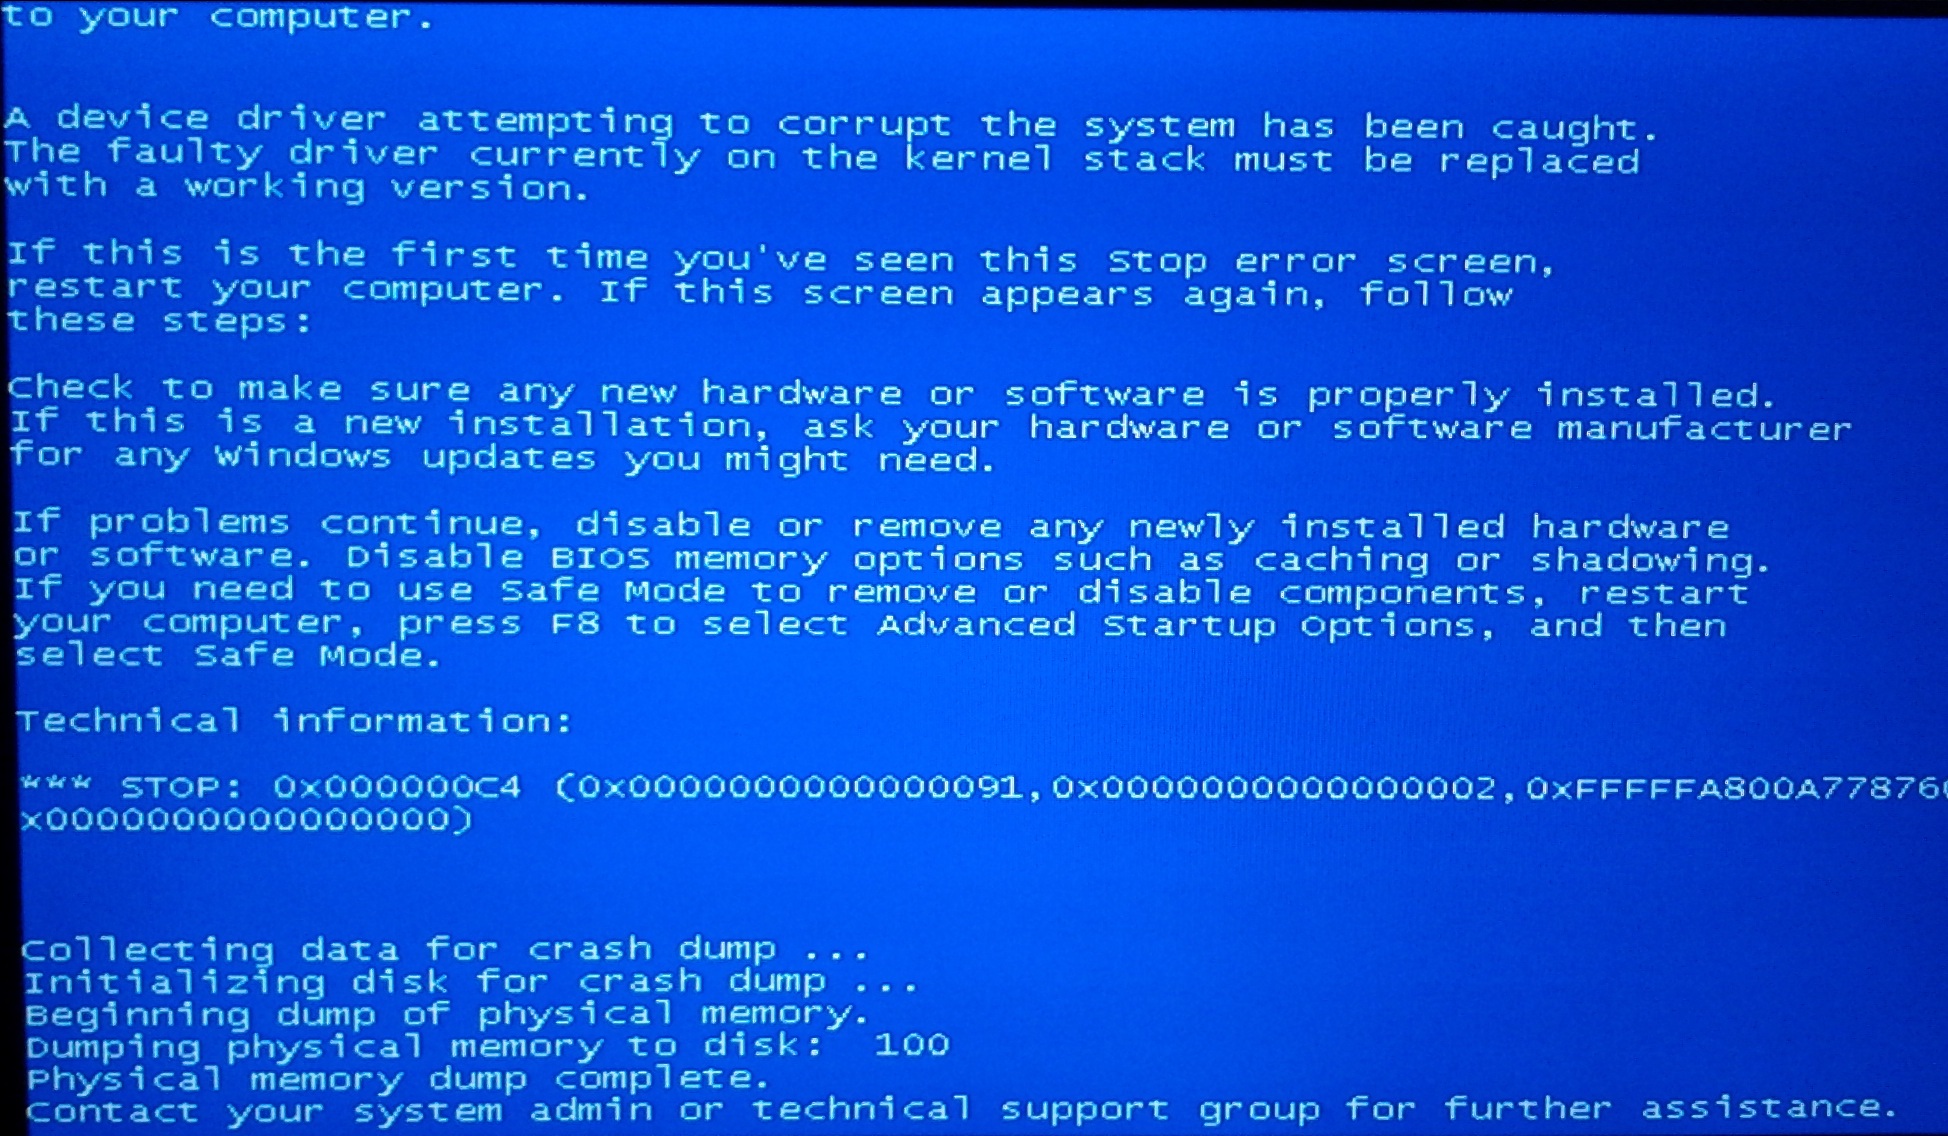 to your computer.
A device driver attempting to corrupt the system has been caught.
The faulty driver currently on the kernel stack must be replaced
with a working version.
If this is the first time you've seen this Stop error screen,
restart your computer. If this screen appears again, follow
these steps:
Check to make sure any new hardware or software is properly installed.
If this is a new installation, ask your hardware or software manufacturer
for any Windows updates you might need.
If problems continue, disable or remove any newly installed hardware
or software. Disable BIOS memory options such as caching or shadowing.
If you need to use Safe Mode to remove or disable components, restart
your computer, press F8 to select Advanced Startup Options, and then
select Safe Mode.
Technical information:
*** STOP: 0x000000C4 (0x0000000000000091,0x0000000000000002,0xFFFFFA800A77876
x0000000000000000)
Collecting data for crash dump ...
Initializing disk for crash dump ...
Beginning dump of physical memory.
Dumping physical memory to disk:  100
Physical memory dump complete.
Contact your system admin or technical support group for further assistance.